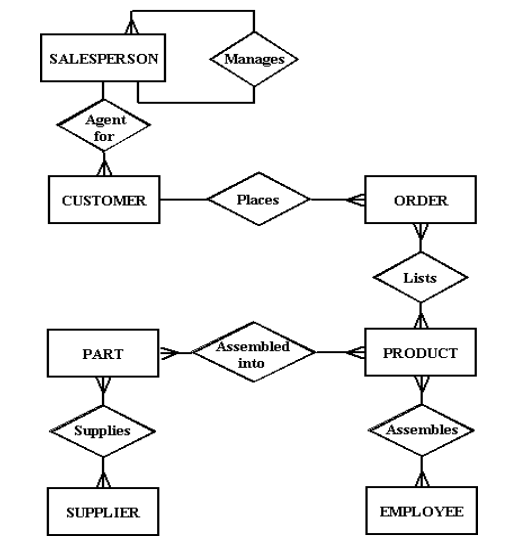 SALESPERSON
Manages
Agent
for
CUSTOMER
Places
ORDER
Lists
PART
Assembled
into
PRODUCT
Supplies
Assembles
SUPPLIER
EMPLOYEE